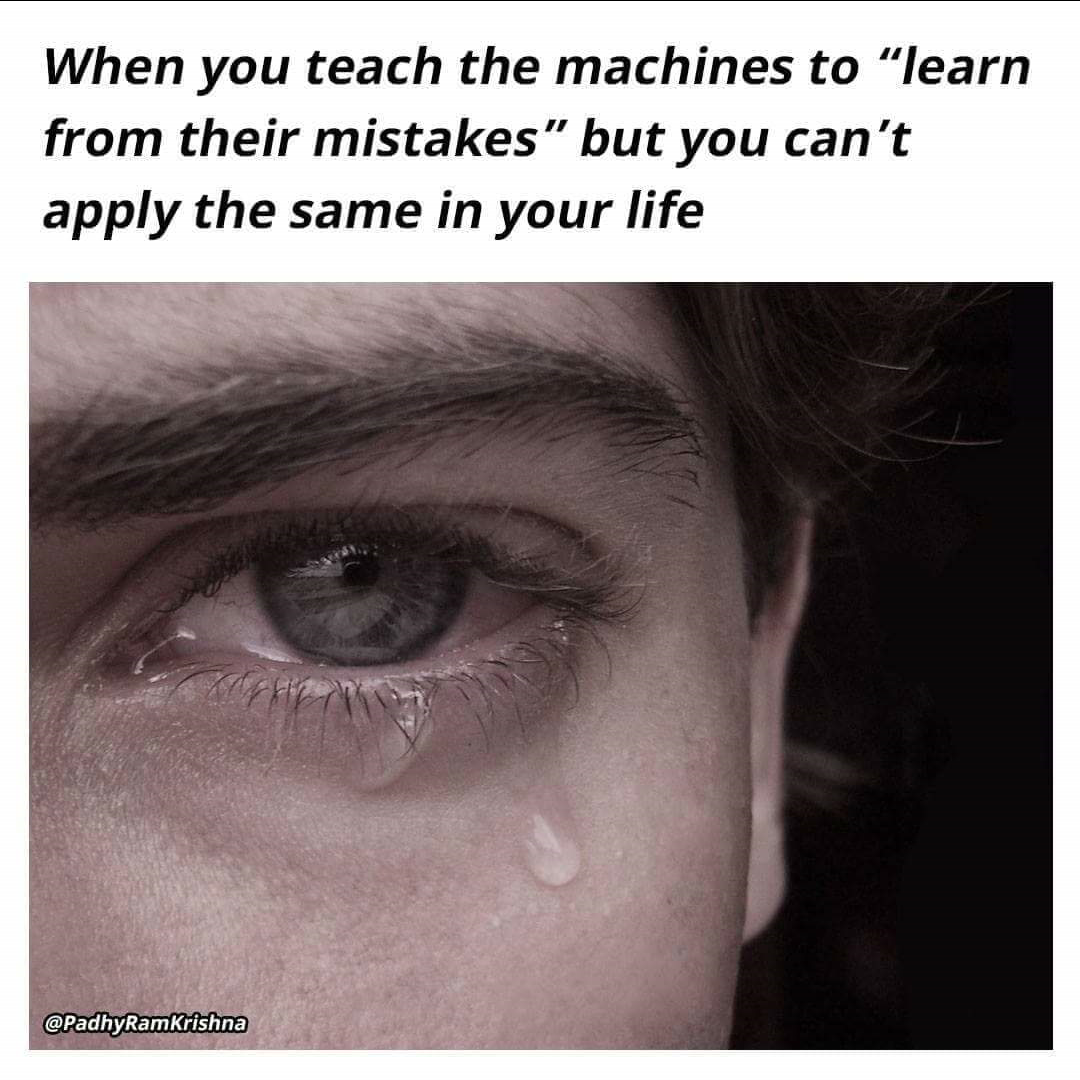 When you teach the machines to “learn
from their mistakes” but you can’t
apply the same in your life
@PadhyRamKrishna